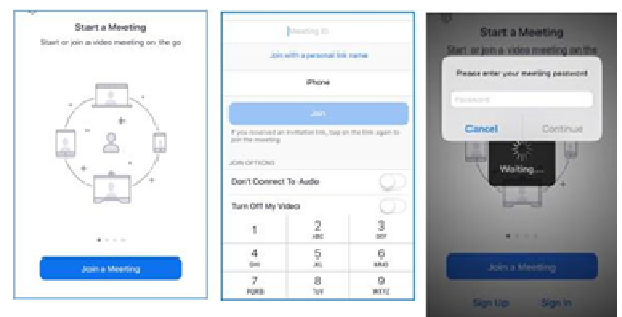 Start a Meeting
Start or join a video meeting on the go
Join a Meeting
Meeting ID
Join with a personal link name
iPhone
Join
If you received an invitation link, tap on the link again to
join the meeting
JOIN OPTIONS
Don't Connect To Audio
Turn Off My Video
1
2
ABC
3
DEF
4
GHI
5
JKL
6
MNO
7
PQRS
8
TUV
9
WXYZ
Start a Meeting
Start or join a video meeting on the
Please enter your meeting password
Password
Cancel
Continue
Waiting...
Join a Meeting
Sign Up
Sign In